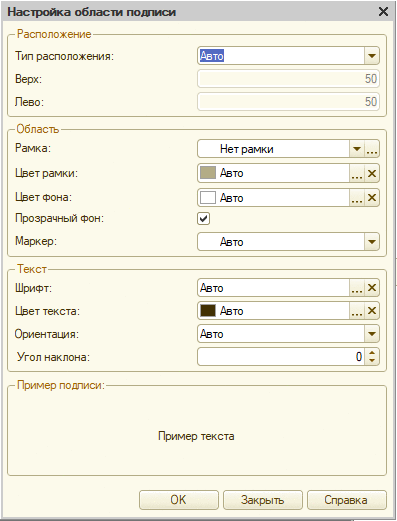 Настройка области подписи
Расположение
Тип расположения: Авто
Верх: 50
Лево: 50
Область
Рамка: Нет рамки
Цвет рамки: Авто
Цвет фона: Авто
Прозрачный фон:
Маркер: Авто
Текст
Шрифт: Авто
Цвет текста: Авто
Ориентация: Авто
Угол наклона: 0
Пример подписи:
Пример текста
OK Закрыть Справка